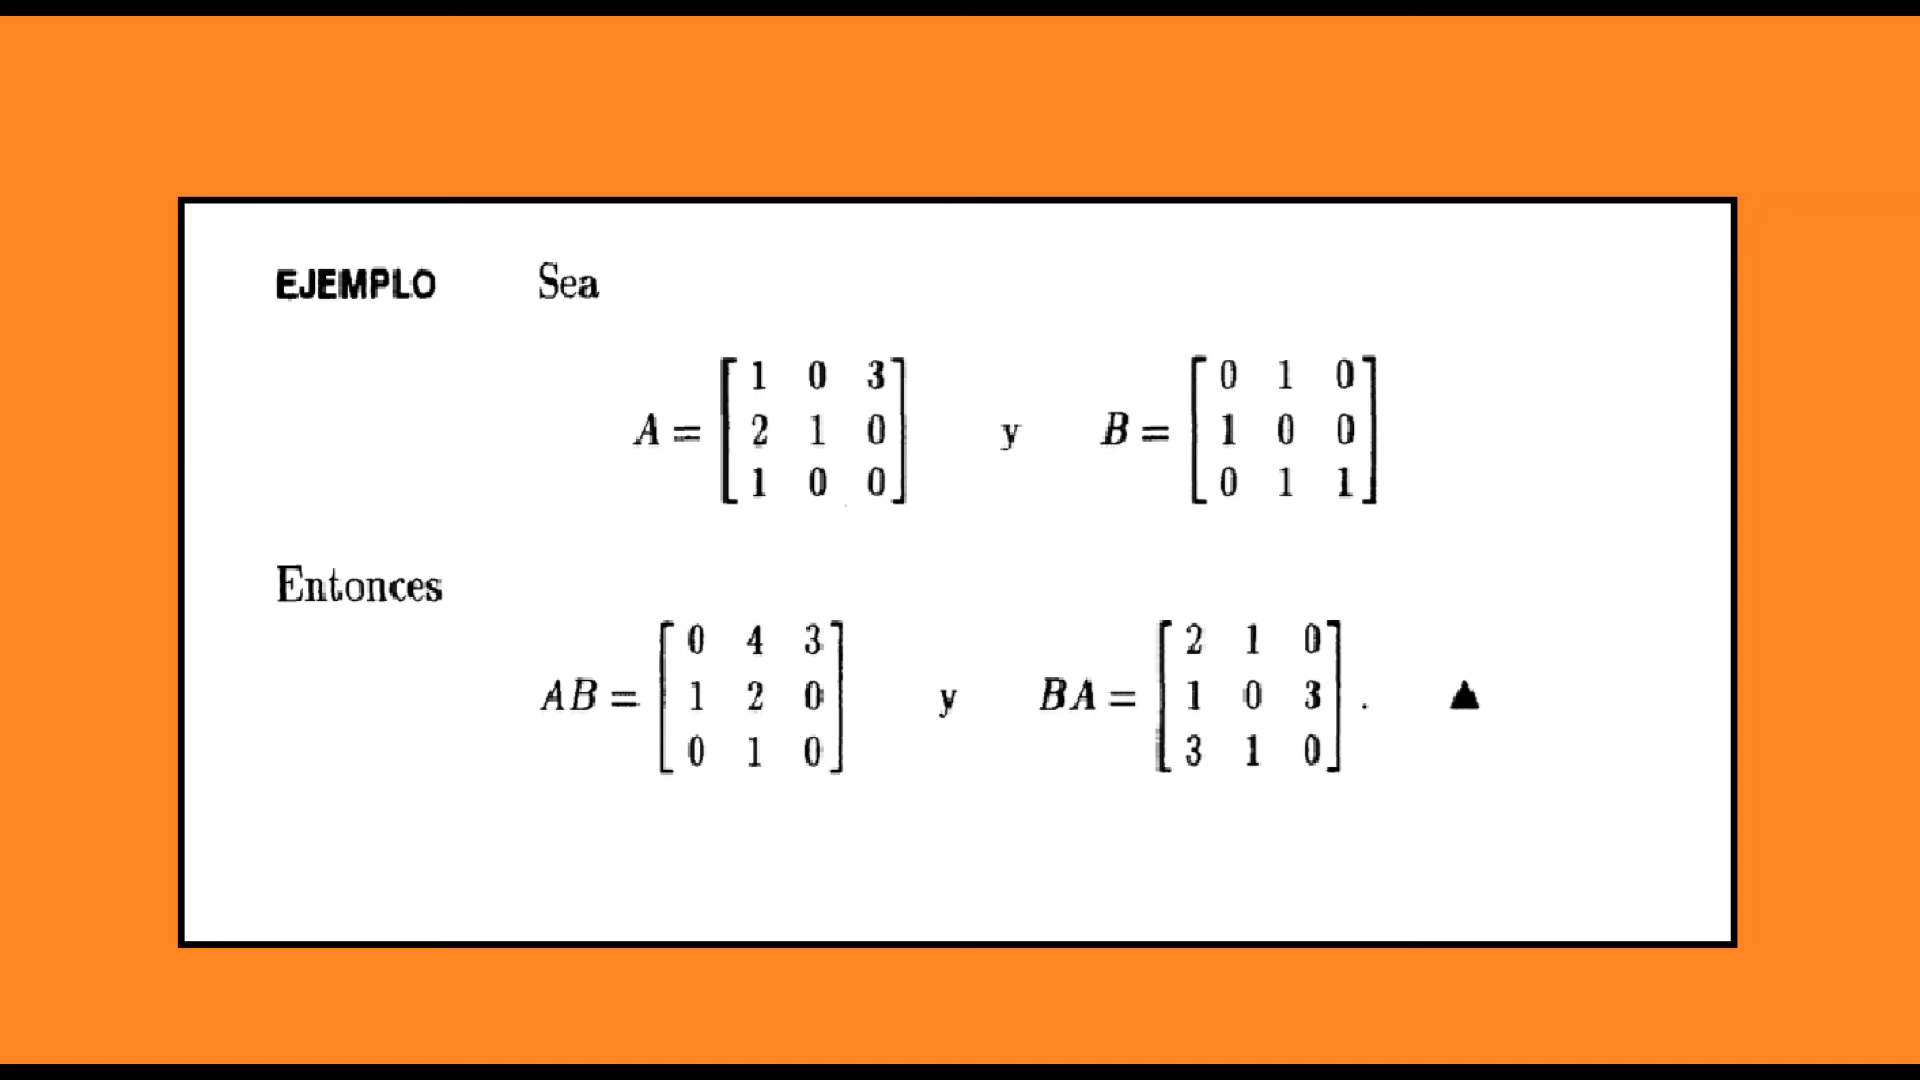 EJEMPLO Sea
A = [ 1 0 3
2 1 0
1 0 0 ] y B = [ 0 1 0
1 0 0
0 1 1 ]
Entonces
AB = [ 0 4 3
1 2 0
0 1 0 ] y BA = [ 2 1 0
1 0 3
3 1 0 ] . ▲